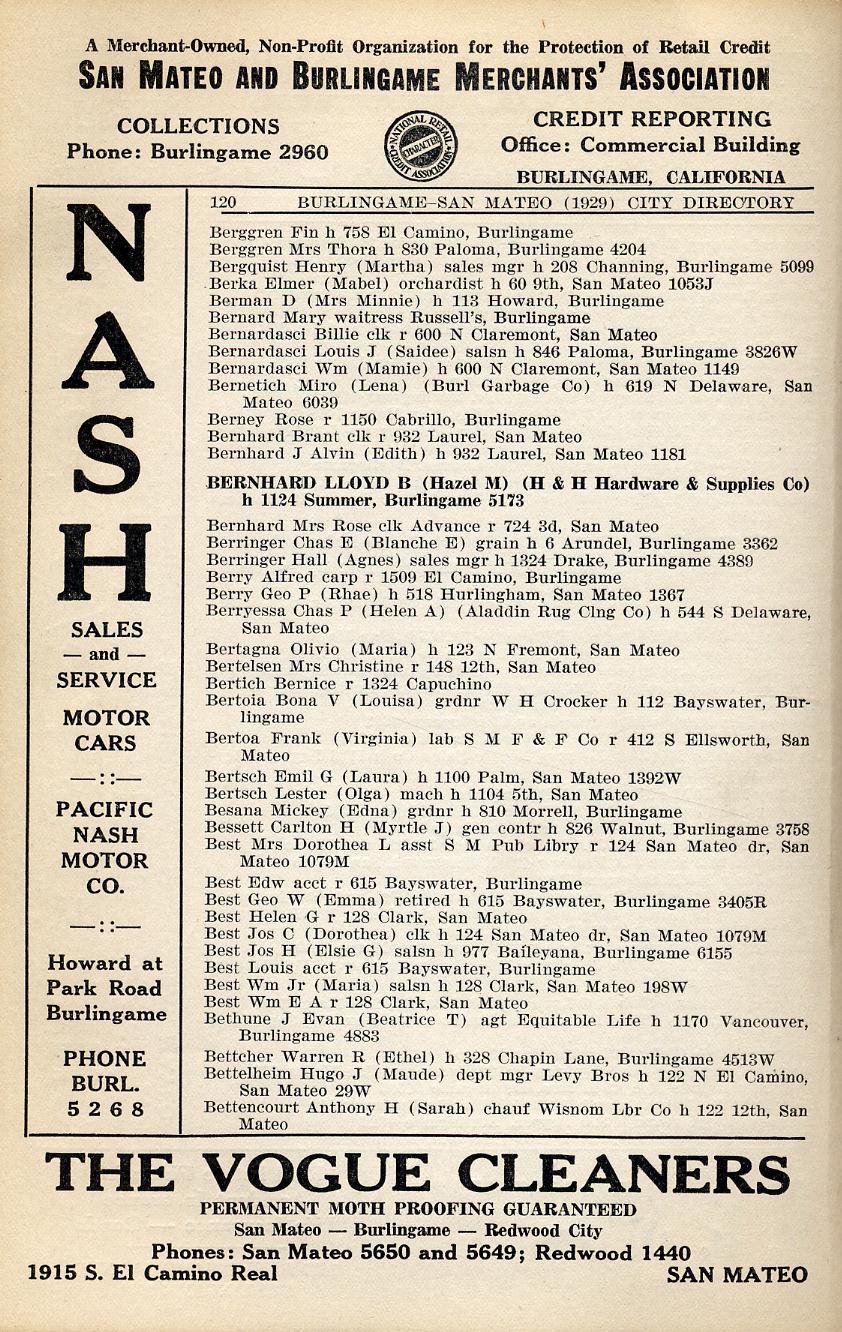 A Merchant-Owned, Non-Profit Organization for the Protection of Retail Credit
SAN MATEO AND BURLINGAME MERCHANTS' ASSOCIATION
COLLECTIONS
Phone: Burlingame 2960
NATIONAL RETAIL
CHARACTER
CREDIT ASSOCIATION
CREDIT REPORTING
Office: Commercial Building
BURLINGAME, CALIFORNIA
N
A
S
H
SALES
— and —
SERVICE
MOTOR
CARS
—::—
PACIFIC
NASH
MOTOR
CO.
—::—
Howard at
Park Road
Burlingame
PHONE
BURL.
5268
120 BURLINGAME–SAN MATEO (1929) CITY DIRECTORY
Berggren Fin h 758 El Camino, Burlingame
Berggren Mrs Thora h 830 Paloma, Burlingame 4204
Bergquist Henry (Martha) sales mgr h 208 Channing, Burlingame 5099
Berka Elmer (Mabel) orchardist h 60 9th, San Mateo 1053J
Berman D (Mrs Minnie) h 113 Howard, Burlingame
Bernard Mary waitress Russell's, Burlingame
Bernardasci Billie clk r 600 N Claremont, San Mateo
Bernardasci Louis J (Saidee) salsn h 846 Paloma, Burlingame 3826W
Bernardasci Wm (Mamie) h 600 N Claremont, San Mateo 1149
Bernetich Miro (Lena) (Burl Garbage Co) h 619 N Delaware, San
Mateo 6039
Berney Rose r 1150 Cabrillo, Burlingame
Bernhard Brant clk r 932 Laurel, San Mateo
Bernhard J Alvin (Edith) h 932 Laurel, San Mateo 1181
BERNHARD LLOYD B (Hazel M) (H & H Hardware & Supplies Co)
h 1124 Summer, Burlingame 5173
Bernhard Mrs Rose clk Advance r 724 3d, San Mateo
Berringer Chas E (Blanche E) grain h 6 Arundel, Burlingame 3362
Berringer Hall (Agnes) sales mgr h 1324 Drake, Burlingame 4389
Berry Alfred carp r 1509 El Camino, Burlingame
Berry Geo P (Rhae) h 518 Hurlingham, San Mateo 1367
Berryessa Chas P (Helen A) (Aladdin Rug Clng Co) h 544 S Delaware,
San Mateo
Bertagna Olivio (Maria) h 123 N Fremont, San Mateo
Bertelsen Mrs Christine r 148 12th, San Mateo
Bertich Bernice r 1324 Capuchino
Bertoia Bona V (Louisa) grdnr W H Crocker h 112 Bayswater, Bur-
lingame
Bertoa Frank (Virginia) lab S M F & F Co r 412 S Ellsworth, San
Mateo
Bertsch Emil G (Laura) h 1100 Palm, San Mateo 1392W
Bertsch Lester (Olga) mach h 1104 5th, San Mateo
Besana Mickey (Edna) grdnr h 810 Morrell, Burlingame
Bessett Carlton H (Myrtle J) gen contr h 826 Walnut, Burlingame 3758
Best Mrs Dorothea L asst S M Pub Libry r 124 San Mateo dr, San
Mateo 1079M
Best Edw acct r 615 Bayswater, Burlingame
Best Geo W (Emma) retired h 615 Bayswater, Burlingame 3405R
Best Helen G r 128 Clark, San Mateo
Best Jos C (Dorothea) clk h 124 San Mateo dr, San Mateo 1079M
Best Jos H (Elsie G) salsn h 977 Baileyana, Burlingame 6155
Best Louis acct r 615 Bayswater, Burlingame
Best Wm Jr (Maria) salsn h 128 Clark, San Mateo 198W
Best Wm E A r 128 Clark, San Mateo
Bethune J Evan (Beatrice T) agt Equitable Life h 1170 Vancouver,
Burlingame 4883
Bettcher Warren R (Ethel) h 328 Chapin Lane, Burlingame 4513W
Bettelheim Hugo J (Maude) dept mgr Levy Bros h 122 N El Camino,
San Mateo 29W
Bettencourt Anthony H (Sarah) chauf Wisnom Lbr Co h 122 12th, San
Mateo
THE VOGUE CLEANERS
PERMANENT MOTH PROOFING GUARANTEED
San Mateo — Burlingame — Redwood City
Phones: San Mateo 5650 and 5649; Redwood 1440
1915 S. El Camino Real SAN MATEO